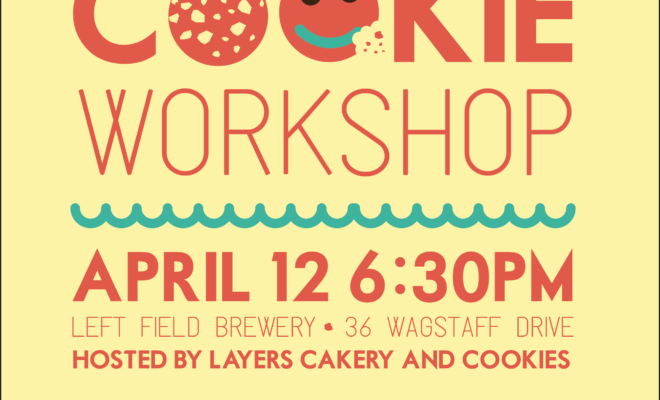 COOKIE
WORKSHOP
APRIL 12 6:30PM
LEFT FIELD BREWERY • 36 WAGSTAFF DRIVE
HOSTED BY LAYERS CAKERY AND COOKIES